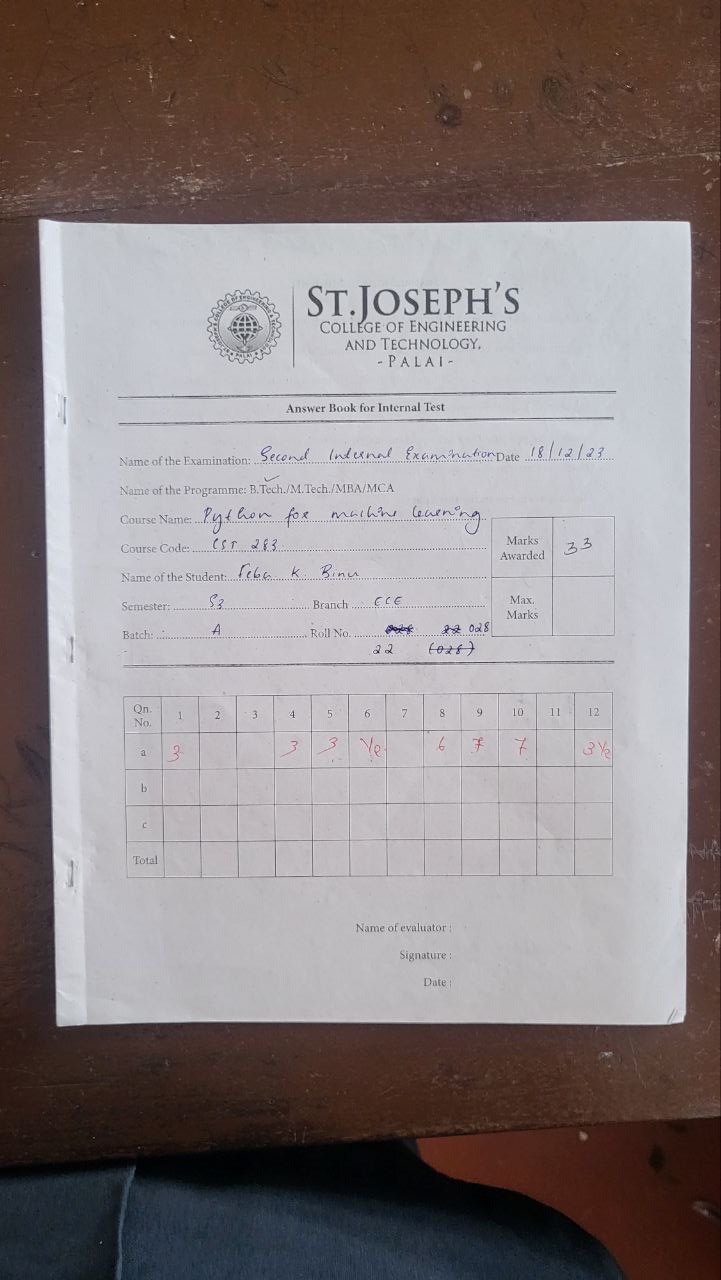 ST.JOSEPH'S
COLLEGE OF ENGINEERING
AND TECHNOLOGY,
- PALAI -
Answer Book for Internal Test
Name of the Examination: Second Internal Examination Date 18/12/23
Name of the Programme: B.Tech./M.Tech./MBA/MCA
Course Name: Python for machine learning
Course Code: CST 283
Marks Awarded 33
Name of the Student: K. Binu
Semester: S3 Branch ECE
Max. Marks
Batch: A Roll No. 028
22 (028)
Qn. No. 1 2 3 4 5 6 7 8 9 10 11 12
a 3 3 3 1/2 6 7 7 3 1/2
b
c
Total
Name of evaluator :
Signature :
Date :